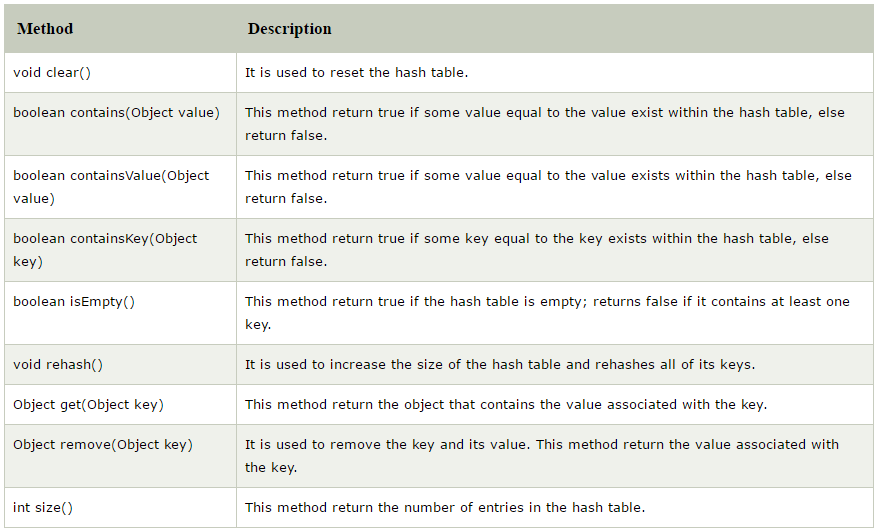 Method Description
void clear() It is used to reset the hash table.
boolean contains(Object value) This method return true if some value equal to the value exist within the hash table, else
return false.
boolean containsValue(Object This method return true if some value equal to the value exists within the hash table, else
value) return false.
boolean containsKey(Object This method return true if some key equal to the key exists within the hash table, else
key) return false.
boolean isEmpty() This method return true if the hash table is empty; returns false if it contains at least one
key.
void rehash() It is used to increase the size of the hash table and rehashes all of its keys.
Object get(Object key) This method return the object that contains the value associated with the key.
Object remove(Object key) It is used to remove the key and its value. This method return the value associated with
the key.
int size() This method return the number of entries in the hash table.